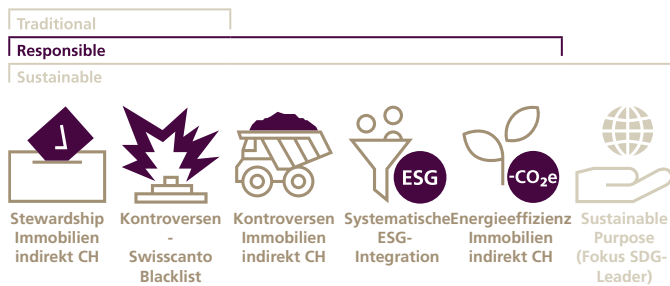 Traditional
Responsible
Sustainable
ESG
-CO₂e
Stewardship
Immobilien
indirekt CH
Kontroversen
-
Swisscanto
Blacklist
Kontroversen
Immobilien
indirekt CH
Systematische
ESG-
Integration
Energieeffizienz
Immobilien
indirekt CH
Sustainable
Purpose
(Fokus SDG-
Leader)